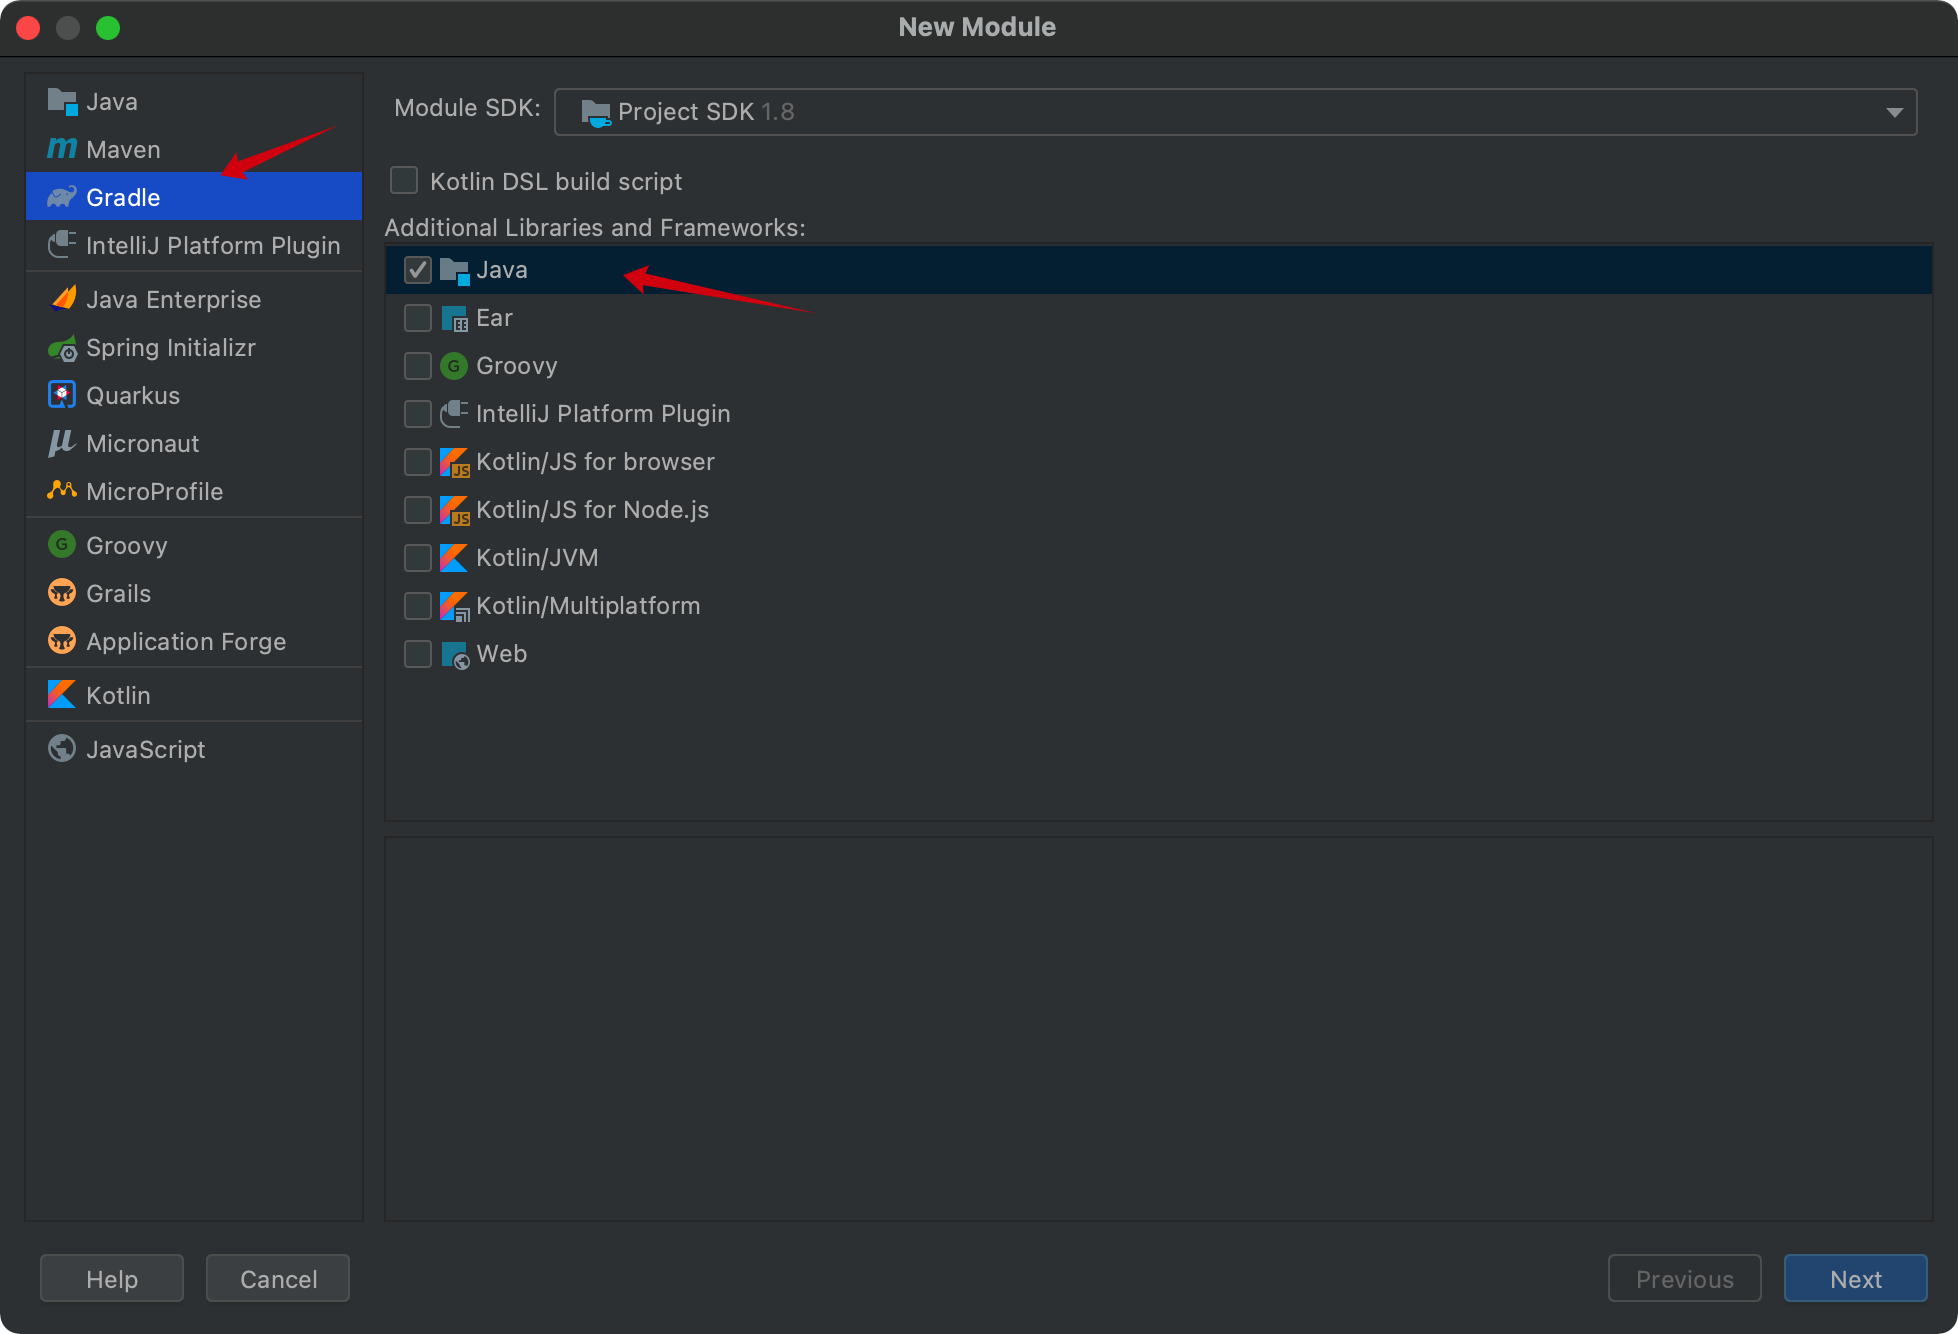 New Module
Java
Maven
Gradle
IntelliJ Platform Plugin
Java Enterprise
Spring Initializr
Quarkus
Micronaut
MicroProfile
Groovy
Grails
Application Forge
Kotlin
JavaScript
Module SDK: Project SDK 1.8
Kotlin DSL build script
Additional Libraries and Frameworks:
Java
Ear
Groovy
IntelliJ Platform Plugin
Kotlin/JS for browser
Kotlin/JS for Node.js
Kotlin/JVM
Kotlin/Multiplatform
Web
Help
Cancel
Previous
Next